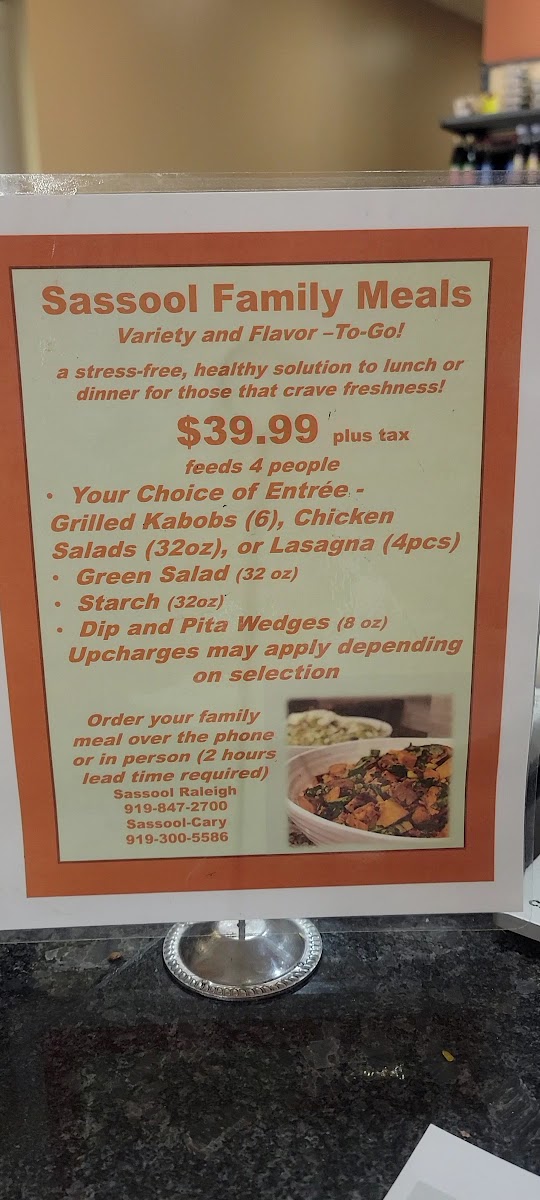 Sassool Family Meals
Variety and Flavor –To-Go!
a stress-free, healthy solution to lunch or
dinner for those that crave freshness!
$39.99 plus tax
feeds 4 people
• Your Choice of Entrée -
Grilled Kabobs (6), Chicken
Salads (32oz), or Lasagna (4pcs)
• Green Salad (32 oz)
• Starch (32oz)
• Dip and Pita Wedges (8 oz)
Upcharges may apply depending
on selection
Order your family
meal over the phone
or in person (2 hours
lead time required)
Sassool Raleigh
919-847-2700
Sassool-Cary
919-300-5586